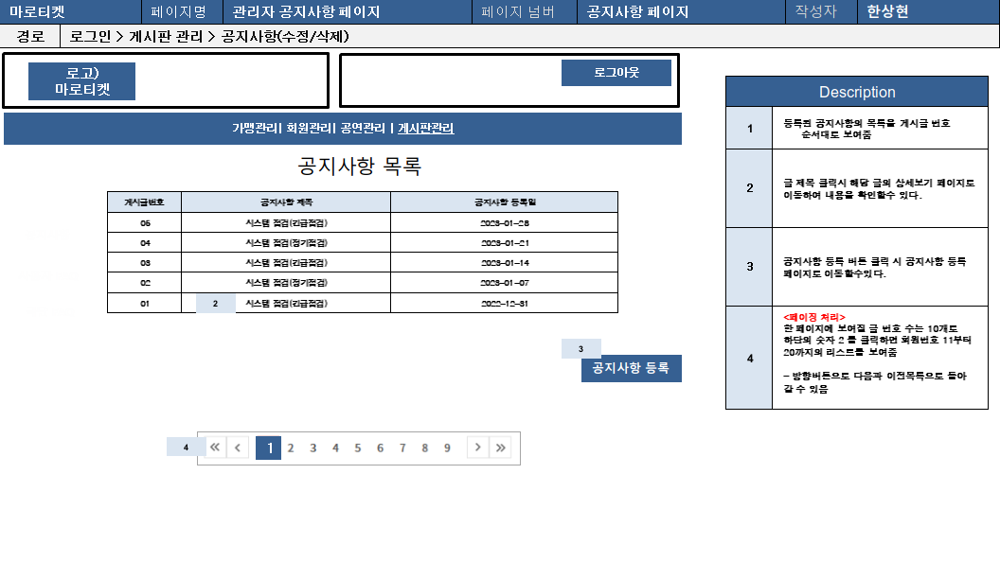 마로티켓 페이지명 관리자 공지사항 페이지 페이지 넘버 공지사항 페이지 작성자 한상현
경로 로그인 > 게시판 관리 > 공지사항(수정/삭제)
로고)
마로티켓
로그아웃
가맹관리| 회원관리| 공연관리 | 게시판관리
공지사항 목록
게시글번호 공지사항 제목 공지사항 등록일
05 시스템 점검(긴급점검) 2023-01-28
04 시스템 점검(정기점검) 2023-01-21
03 시스템 점검(긴급점검) 2023-01-14
02 시스템 점검(정기점검) 2023-01-07
01 2 시스템 점검(긴급점검) 2022-12-31
3
공지사항 등록
4 « < 1 2 3 4 5 6 7 8 9 > »
Description
1 등록된 공지사항의 목록을 게시글 번호
순서대로 보여줌
2 글 제목 클릭시 해당 글의 상세보기 페이지로
이동하여 내용을 확인할수 있다.
3 공지사항 등록 버튼 클릭 시 공지사항 등록
페이지로 이동할수있다.
4 <페이징 처리>
한 페이지에 보여질 글 번호 수는 10개로
하단의 숫자 2 를 클릭하면 회원번호 11부터
20까지의 리스트를 보여줌
– 방향버튼으로 다음과 이전목록으로 돌아
갈 수 있음